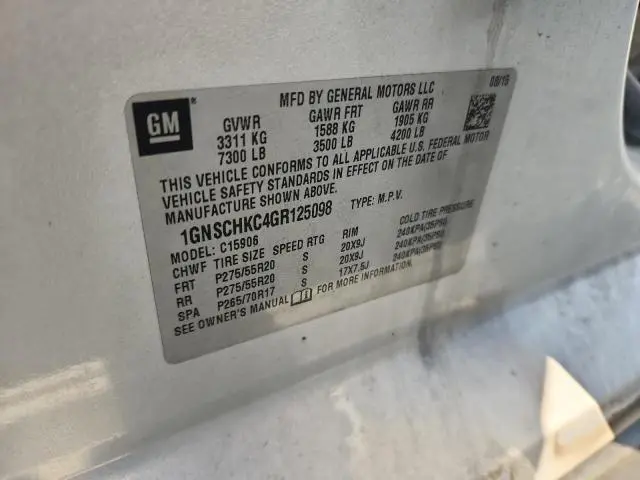 GM ®
MFD BY GENERAL MOTORS LLC
GVWR GAWR FRT GAWR RR
3311 KG 1588 KG 1905 KG
7300 LB 3500 LB 4200 LB
THIS VEHICLE CONFORMS TO ALL APPLICABLE U.S. FEDERAL MOTOR
VEHICLE SAFETY STANDARDS IN EFFECT ON THE DATE OF
MANUFACTURE SHOWN ABOVE.
1GNSCHKC4GR125098 TYPE: M.P.V.
MODEL: C15906
CHWF TIRE SIZE SPEED RTG RIM COLD TIRE PRESSURE
FRT P275/55R20 S 20X9J 240KPA(35PSI)
RR P275/55R20 S 20X9J 240KPA(35PSI)
SPA P265/70R17 S 17X7.5J 240KPA(35PSI)
SEE OWNER'S MANUAL FOR MORE INFORMATION.